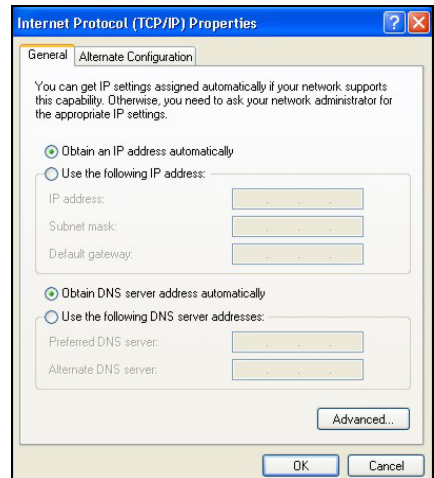 Internet Protocol (TCP/IP) Properties
General Alternate Configuration
You can get IP settings assigned automatically if your network supports
this capability. Otherwise, you need to ask your network administrator for
the appropriate IP settings.
Obtain an IP address automatically
Use the following IP address:
IP address:
Subnet mask:
Default gateway:
Obtain DNS server address automatically
Use the following DNS server addresses:
Preferred DNS server:
Alternate DNS server:
Advanced...
OK Cancel